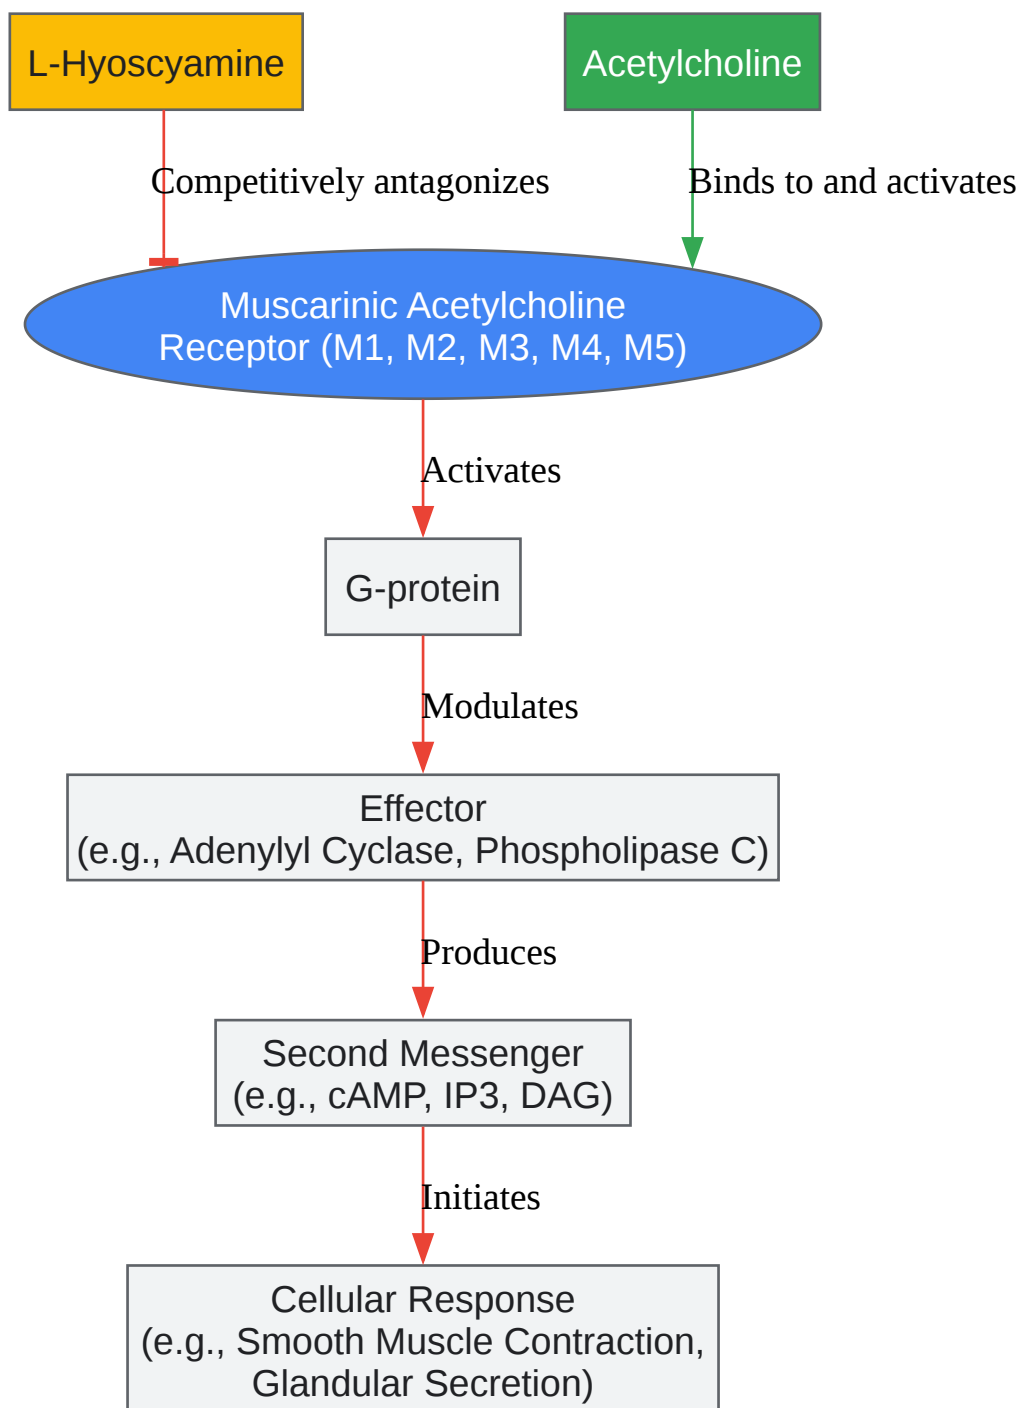 L-Hyoscyamine
Acetylcholine
Competitively antagonizes
Binds to and activates
Muscarinic Acetylcholine
Receptor (M1, M2, M3, M4, M5)
Activates
G-protein
Modulates
Effector
(e.g., Adenylyl Cyclase, Phospholipase C)
Produces
Second Messenger
(e.g., cAMP, IP3, DAG)
Initiates
Cellular Response
(e.g., Smooth Muscle Contraction,
Glandular Secretion)